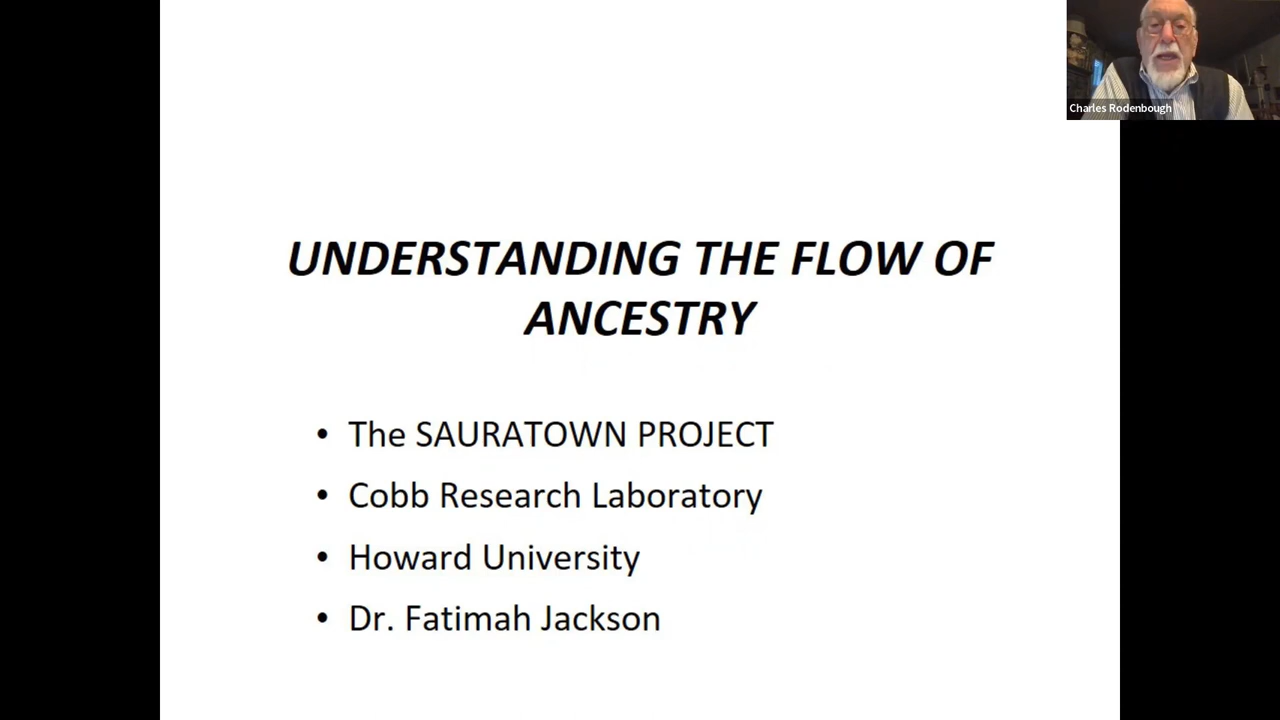 Charles Rodenbough
UNDERSTANDING THE FLOW OF
ANCESTRY
• The SAURATOWN PROJECT
• Cobb Research Laboratory
• Howard University
• Dr. Fatimah Jackson